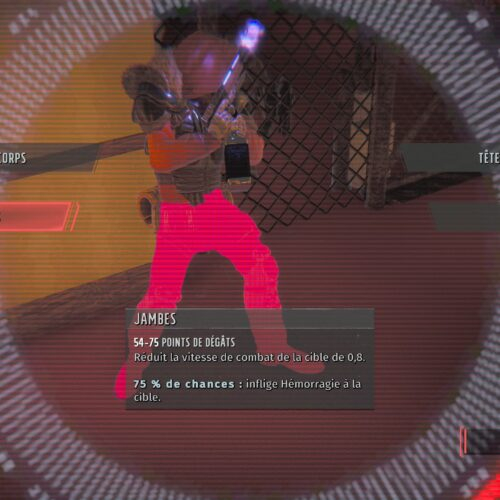 CORPS
TÊTE
JAMBES
54-75 POINTS DE DÉGÂTS
Réduit la vitesse de combat de la cible de 0,8.
75 % de chances : inflige Hémorragie à la
cible.